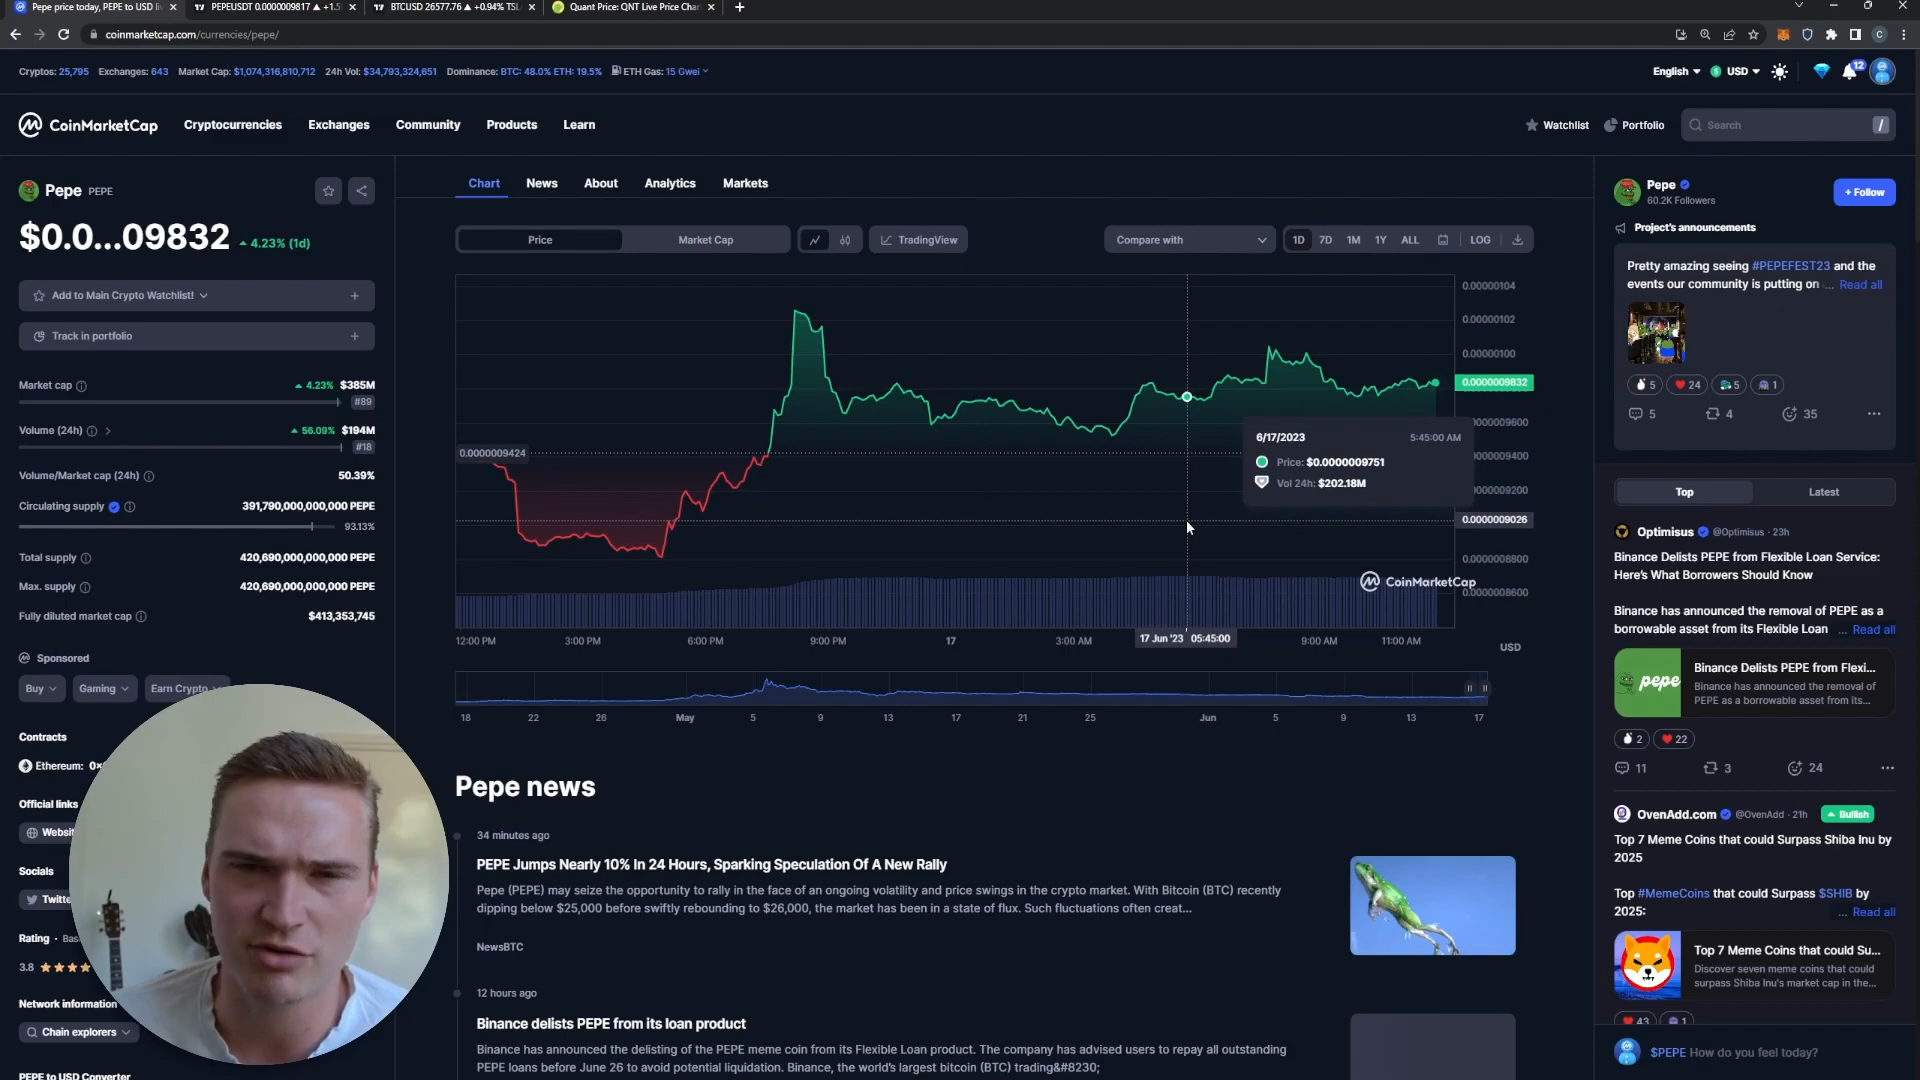 Pepe price today, PEPE to USD li
PEPEUSDT 0.0000009817 ▲ +1.5
BTCUSD 26577.76 ▲ +0.94% TSL
Quant Price: QNT Live Price Char
coinmarketcap.com/currencies/pepe/
Cryptos: 25,795 Exchanges: 643 Market Cap: $1,074,316,810,712 24h Vol: $34,793,324,651 Dominance: BTC: 48.0% ETH: 19.5% ETH Gas: 15 Gwei
English USD 12
CoinMarketCap Cryptocurrencies Exchanges Community Products Learn
Watchlist Portfolio Search /
Pepe PEPE
$0.0...09832 4.23% (1d)
Add to Main Crypto Watchlist! +
Track in portfolio +
Market cap 4.23% $385M
#89
Volume (24h) 56.09% $194M
#18
Volume/Market cap (24h) 50.39%
Circulating supply 391,790,000,000,000 PEPE
93.13%
Total supply 420,690,000,000,000 PEPE
Max. supply 420,690,000,000,000 PEPE
Fully diluted market cap $413,353,745
Sponsored
Buy Gaming Earn Crypto
Contracts
Ethereum:
Official links
Socials
Rating
3.8
Network information
Chain explorers
PEPE to USD Converter
Chart News About Analytics Markets
Price Market Cap TradingView Compare with 1D 7D 1M 1Y ALL LOG
0.00000104
0.00000102
0.00000100
0.0000009832
0.0000009424
6/17/2023 5:45:00 AM
Price: $0.0000009751
Vol 24h: $202.18M
0.0000009026
CoinMarketCap
12:00 PM 3:00 PM 6:00 PM 9:00 PM 17 3:00 AM 17 Jun '23 05:45:00 9:00 AM 11:00 AM
USD
18 22 26 May 5 9 13 17 21 25 Jun 5 9 13 17
Pepe news
34 minutes ago
PEPE Jumps Nearly 10% In 24 Hours, Sparking Speculation Of A New Rally
Pepe (PEPE) may seize the opportunity to rally in the face of an ongoing volatility and price swings in the crypto market. With Bitcoin (BTC) recently
dipping below $25,000 before swiftly rebounding to $26,000, the market has been in a state of flux. Such fluctuations often creat...
NewsBTC
12 hours ago
Binance delists PEPE from its loan product
Binance has announced the delisting of the PEPE meme coin from its Flexible Loan product. The company has advised users to repay all outstanding
PEPE loans before June 26 to avoid potential liquidation. Binance, the world's largest bitcoin (BTC) trading&#8230;
Pepe
60.2K Followers
+ Follow
Project's announcements
Pretty amazing seeing #PEPEFEST23 and the
events our community is putting on ... Read all
5 24 5 1
5 4 35 ...
Top Latest
Optimisus @Optimisus · 23h
Binance Delists PEPE from Flexible Loan Service:
Here's What Borrowers Should Know
Binance has announced the removal of PEPE as a
borrowable asset from its Flexible Loan ... Read all
pepe
Binance Delists PEPE from Flexi...
Binance has announced the removal of
PEPE as a borrowable asset from its...
2 22
11 3 24 ...
OvenAdd.com @OvenAdd · 21h Bullish
Top 7 Meme Coins that could Surpass Shiba Inu by
2025
Top #MemeCoins that could Surpass $SHIB by
2025: ... Read all
Top 7 Meme Coins that could Su...
Discover seven meme coins that could
surpass Shiba Inu's market cap in the...
43 1
$PEPE How do you feel today?